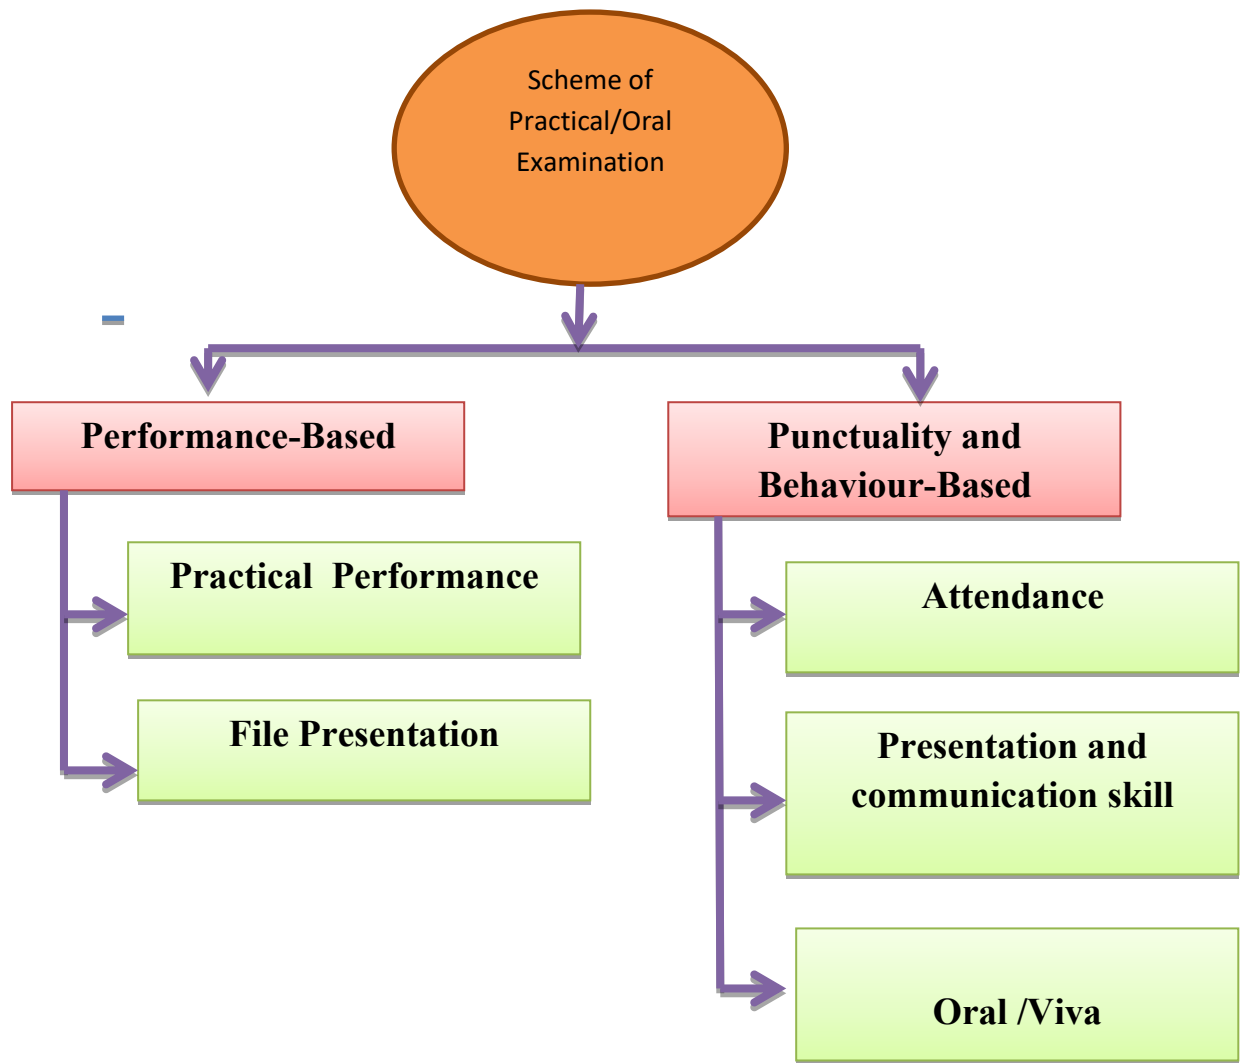 Scheme of
Practical/Oral
Examination
Performance-Based
Punctuality and
Behaviour-Based
Practical  Performance
Attendance
File Presentation
Presentation and
communication skill
Oral /Viva